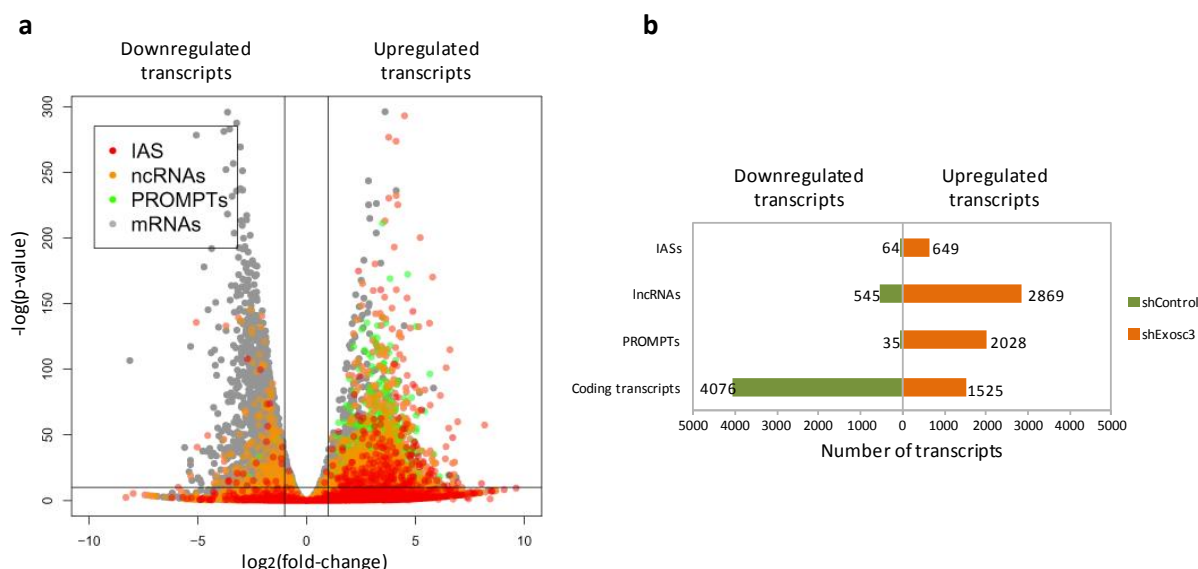 a
Downregulated
transcripts
Upregulated
transcripts
300
250
200
150
100
50
0
-log(p-value)
IAS
ncRNAs
PROMPTs
mRNAs
−10
−5
0
5
10
log2(fold-change)
b
Downregulated
transcripts
Upregulated
transcripts
IASs
64
649
lncRNAs
545
2869
PROMPTs
35
2028
Coding transcripts
4076
1525
5000 4000 3000 2000 1000 0 1000 2000 3000 4000 5000
Number of transcripts
shControl
shExosc3